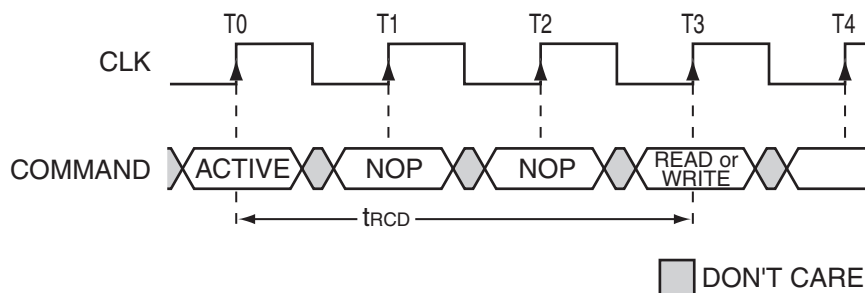 T0 T1 T2 T3 T4
CLK
COMMAND ACTIVE NOP NOP READ or
WRITE
tRCD
DON'T CARE